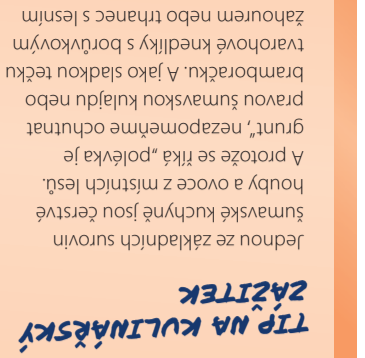 TIP NA KULINÁŘSKÝ
ZÁŽITEK
Jednou ze základních surovin
šumavské kuchyně jsou čerstvé
houby a ovoce z místních lesů.
A protože se říká „polévka je
grunt“, nezapomeňme ochutnat
pravou šumavskou kulajdu nebo
bramboračku. A jako sladkou tečku
tvarohové knedlíky s borůvkovým
žahourem nebo trhanec s lesním